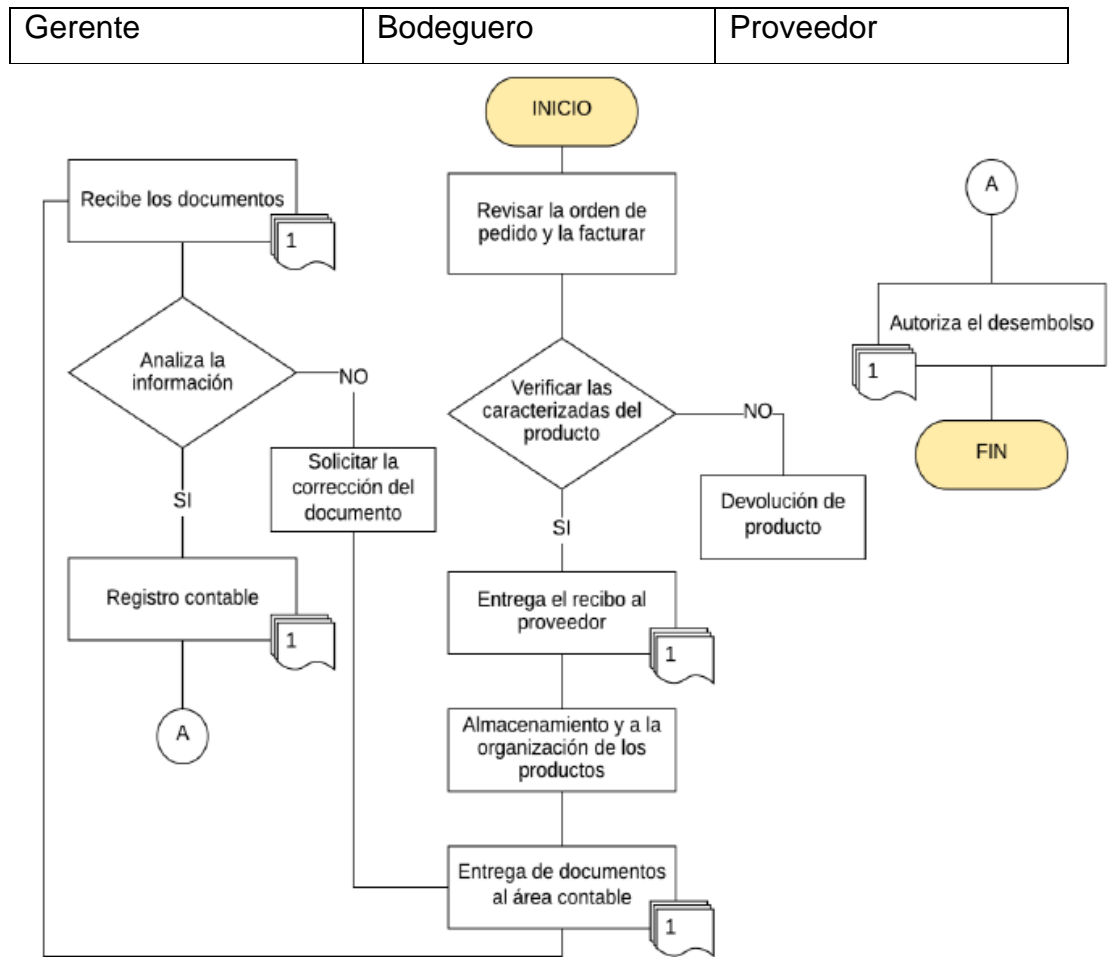 Gerente
Bodeguero
Proveedor
INICIO
Recibe los documentos
1
Analiza la
información
NO
Solicitar la
corrección del
documento
SI
Registro contable
1
A
Revisar la orden de
pedido y la facturar
Verificar las
caracterizadas del
producto
NO
Devolución de
producto
SI
Entrega el recibo al
proveedor
1
Almacenamiento y a la
organización de los
productos
Entrega de documentos
al área contable
1
A
Autoriza el desembolso
1
FIN